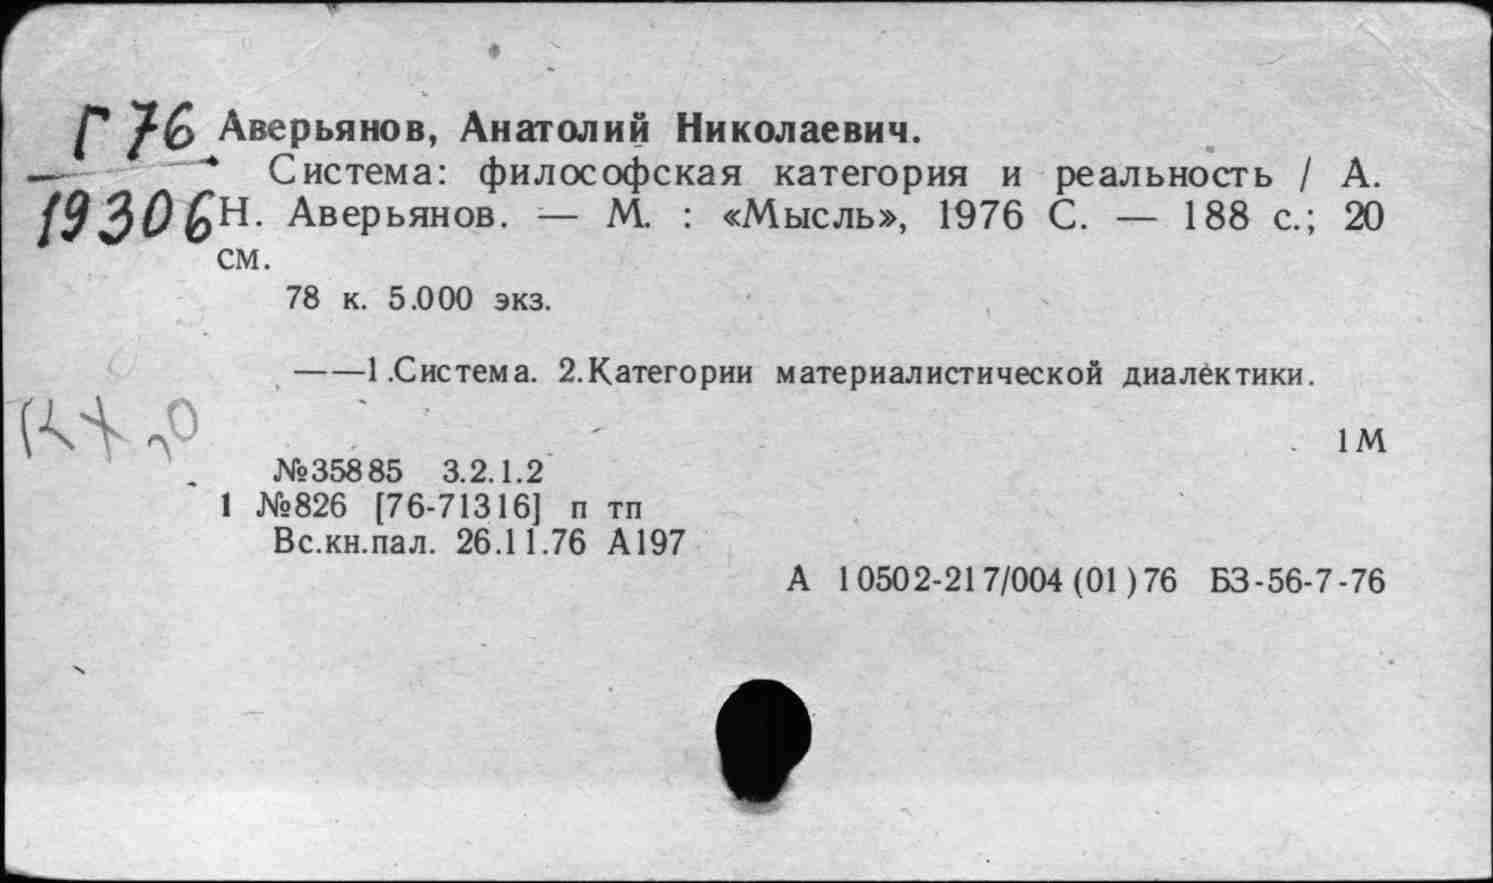 Г 76
19306
Аверьянов, Анатолий Николаевич.
Система: философская категория и реальность / А.
Н. Аверьянов. — М. : «Мысль», 1976 С. — 188 с.; 20
см.
78 к. 5.000 экз.
——1.Система. 2.Категории материалистической диалектики.
1М
№35885 3.2.1.2
1 №826 [76-71316] п тп
Вс.кн.пал. 26.11.76 А197
А 10502-217/004(01)76 БЗ-56-7-76